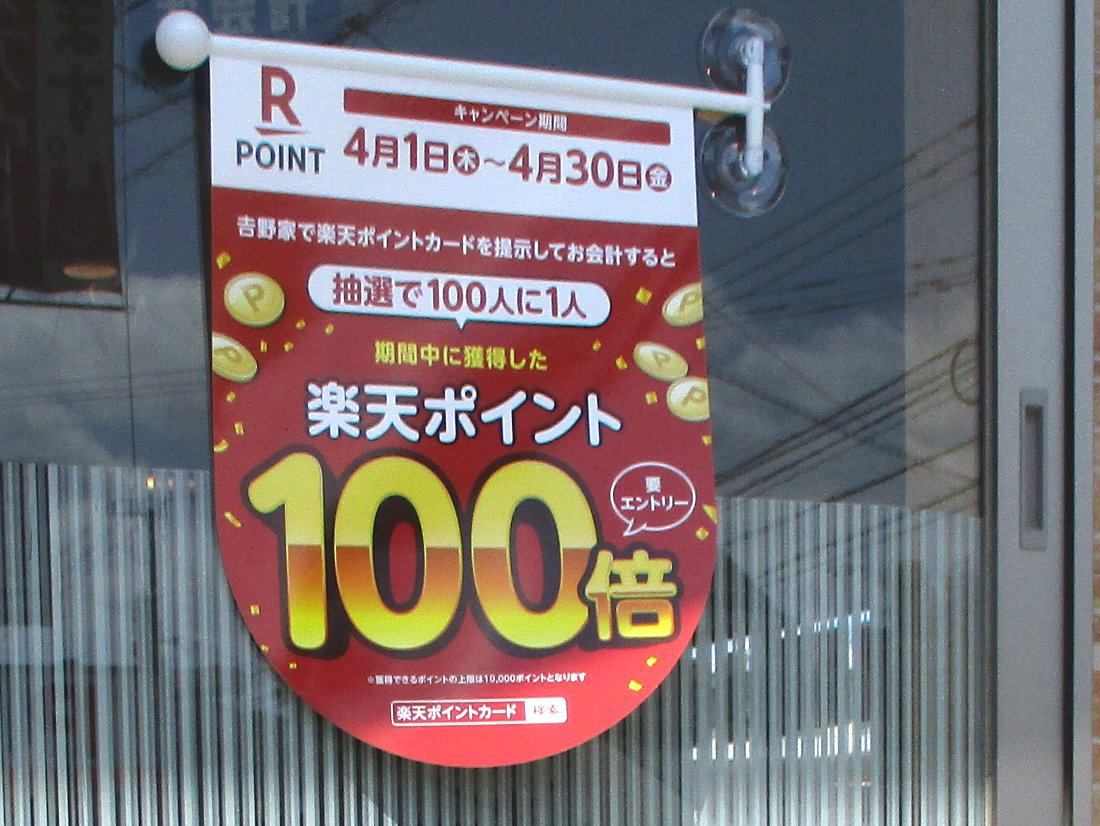 R
POINT
キャンペーン期間
4月1日木～4月30日金
𠮷野家で楽天ポイントカードを提示してお会計すると
抽選で100人に1人
期間中に獲得した
楽天ポイント
100倍
要
エントリー
※獲得できるポイントの上限は10,000ポイントとなります
楽天ポイントカード 検索